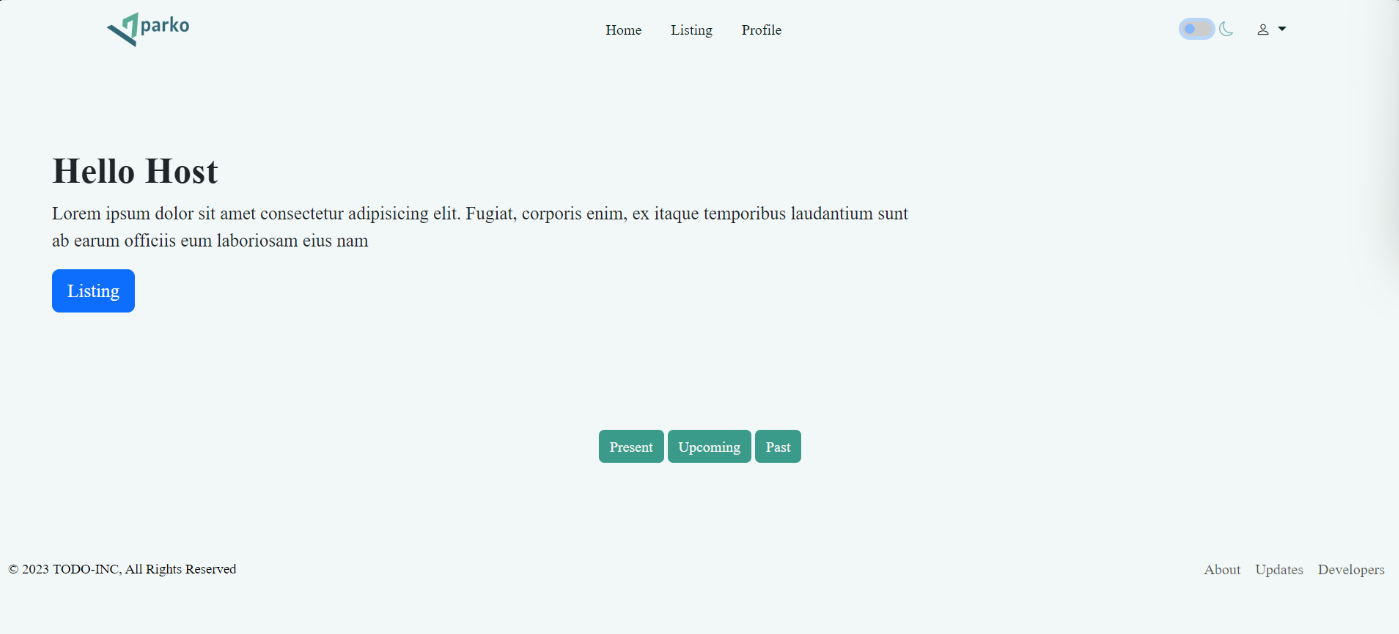 parko
Home Listing Profile
Hello Host
Lorem ipsum dolor sit amet consectetur adipisicing elit. Fugiat, corporis enim, ex itaque temporibus laudantium sunt
ab earum officiis eum laboriosam eius nam
Listing
Present Upcoming Past
© 2023 TODO-INC, All Rights Reserved About Updates Developers